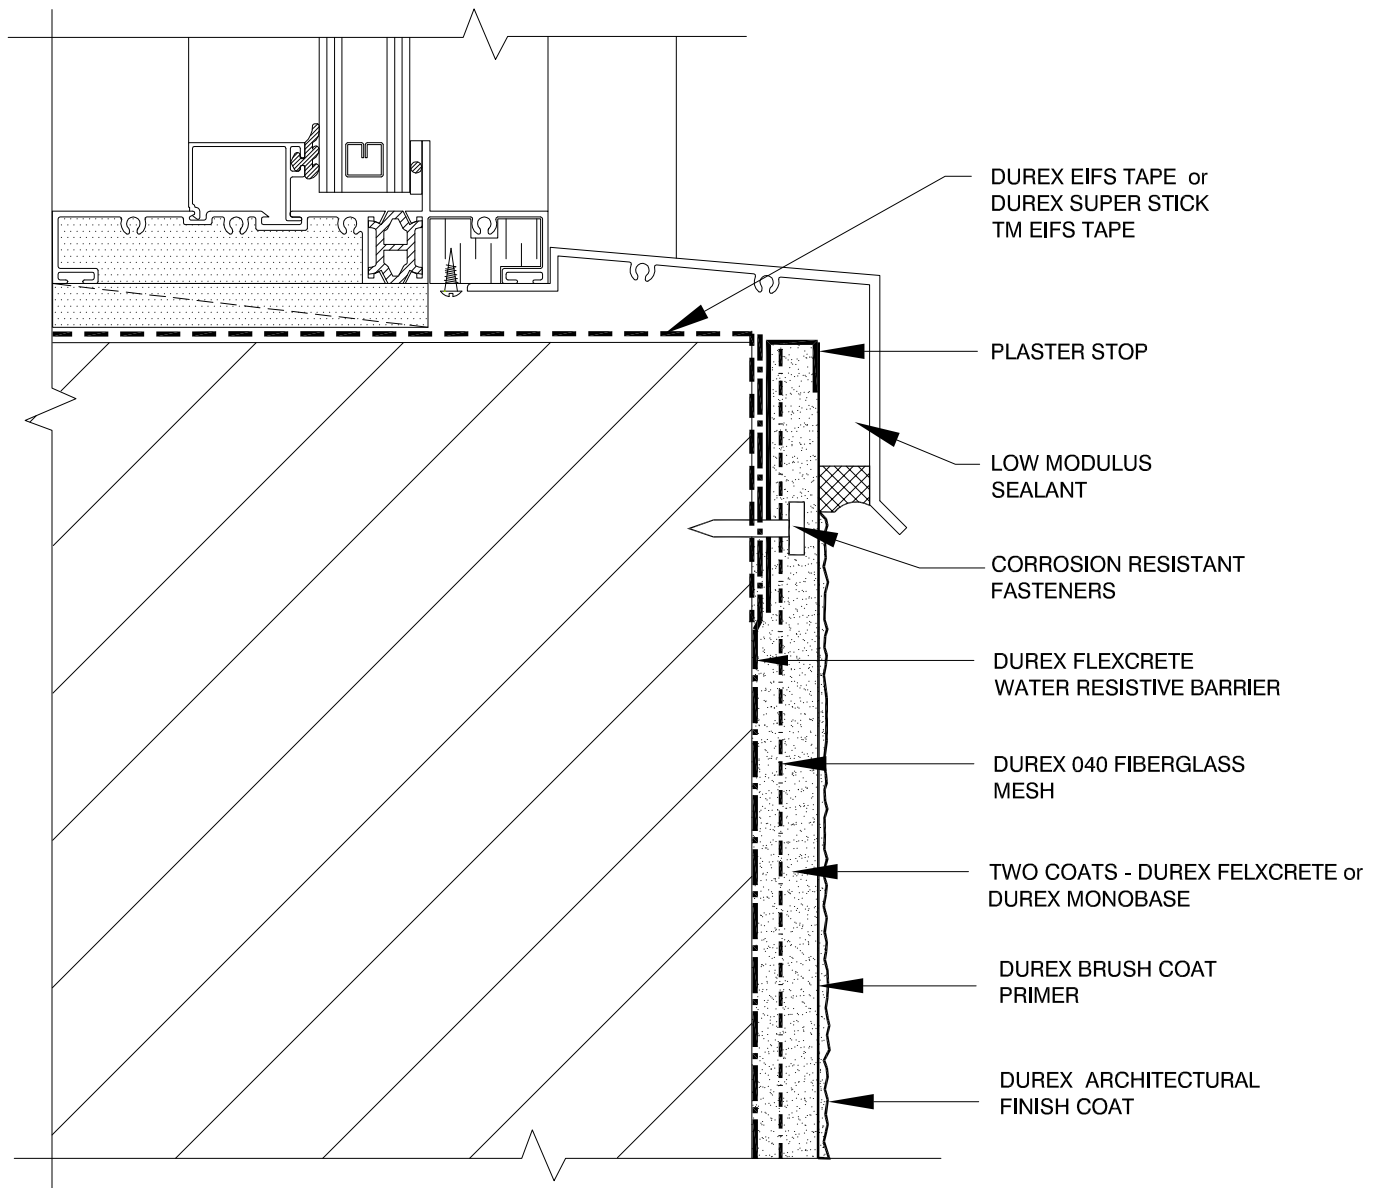 DUREX EIFS TAPE or
DUREX SUPER STICK
TM EIFS TAPE
PLASTER STOP
LOW MODULUS
SEALANT
CORROSION RESISTANT
FASTENERS
DUREX FLEXCRETE
WATER RESISTIVE BARRIER
DUREX 040 FIBERGLASS
MESH
TWO COATS - DUREX FELXCRETE or
DUREX MONOBASE
DUREX BRUSH COAT
PRIMER
DUREX ARCHITECTURAL
FINISH COAT